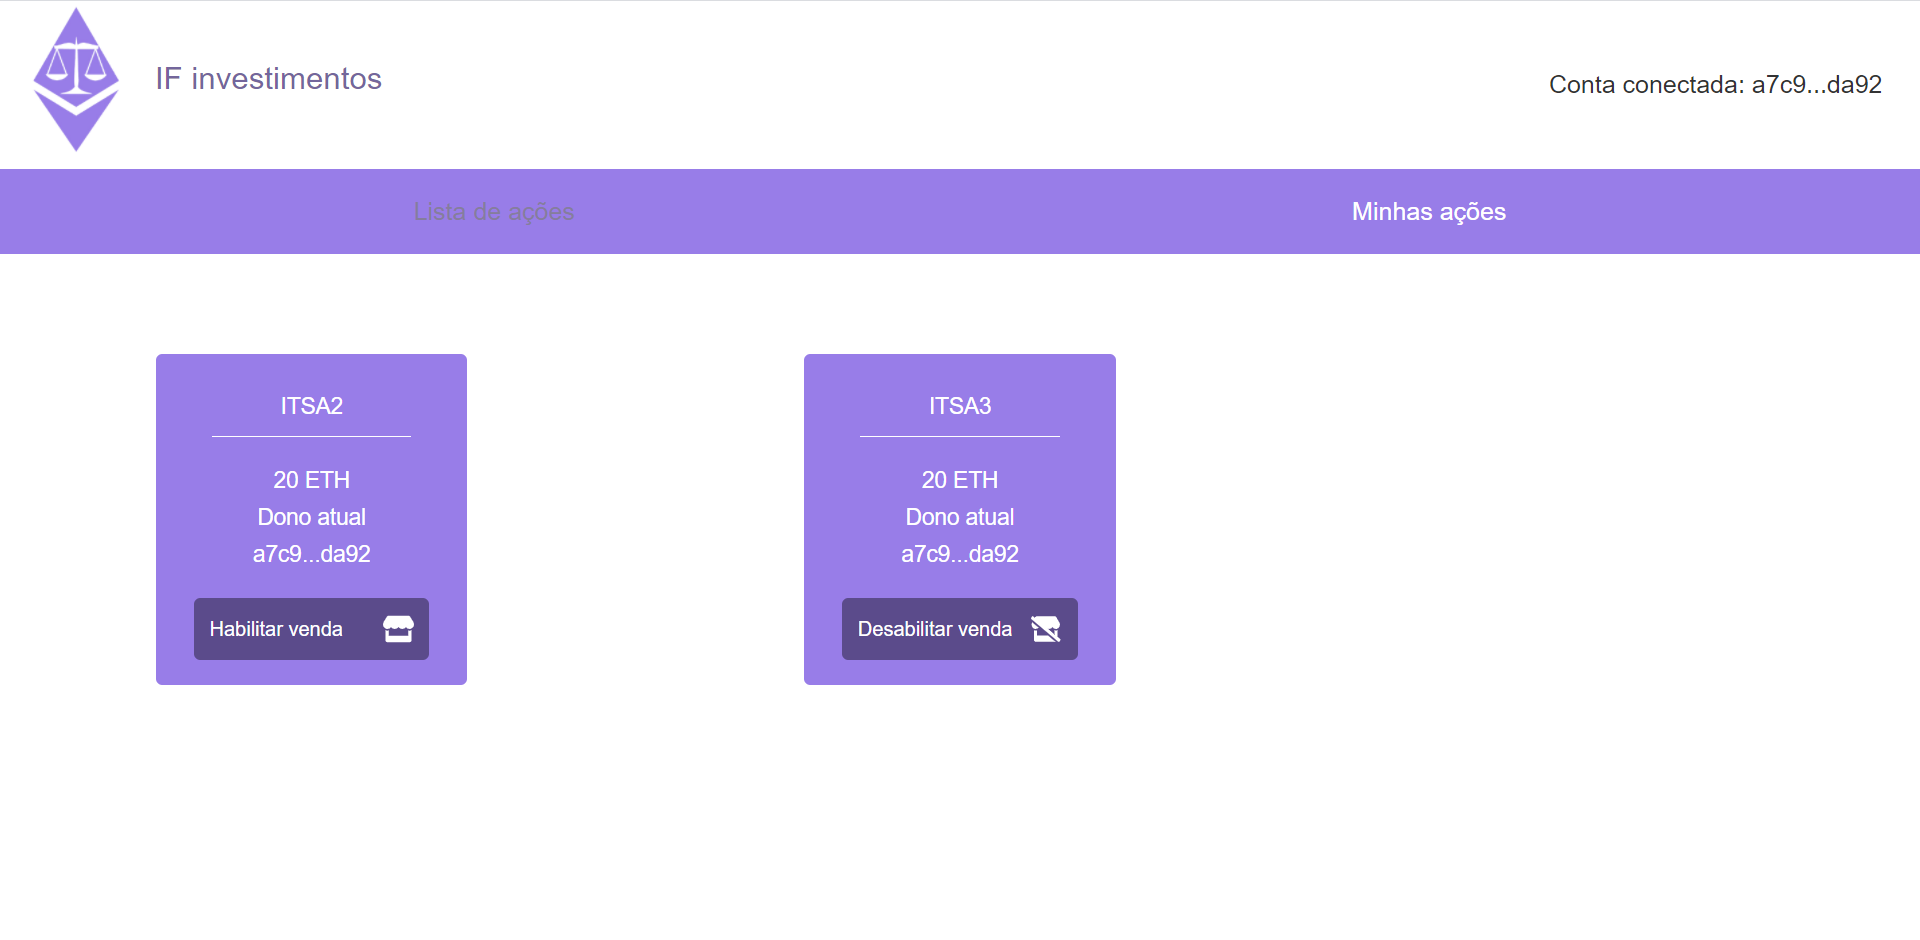 IF investimentos
Conta conectada: a7c9...da92
Lista de ações
Minhas ações
ITSA2
20 ETH
Dono atual
a7c9...da92
Habilitar venda
ITSA3
20 ETH
Dono atual
a7c9...da92
Desabilitar venda